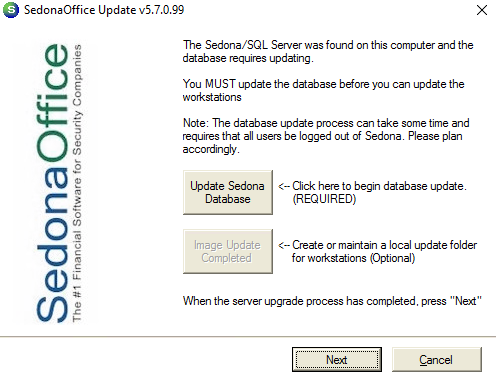 SedonaOffice Update v5.7.0.99
SedonaOffice
The #1 Financial Software for Security Companies
The Sedona/SQL Server was found on this computer and the
database requires updating.
You MUST update the database before you can update the
workstations
Note: The database update process can take some time and
requires that all users be logged out of Sedona. Please plan
accordingly.
Update Sedona
Database
<-- Click here to begin database update.
(REQUIRED)
Image Update
Completed
<-- Create or maintain a local update folder
for workstations (Optional)
When the server upgrade process has completed, press "Next"
Next
Cancel